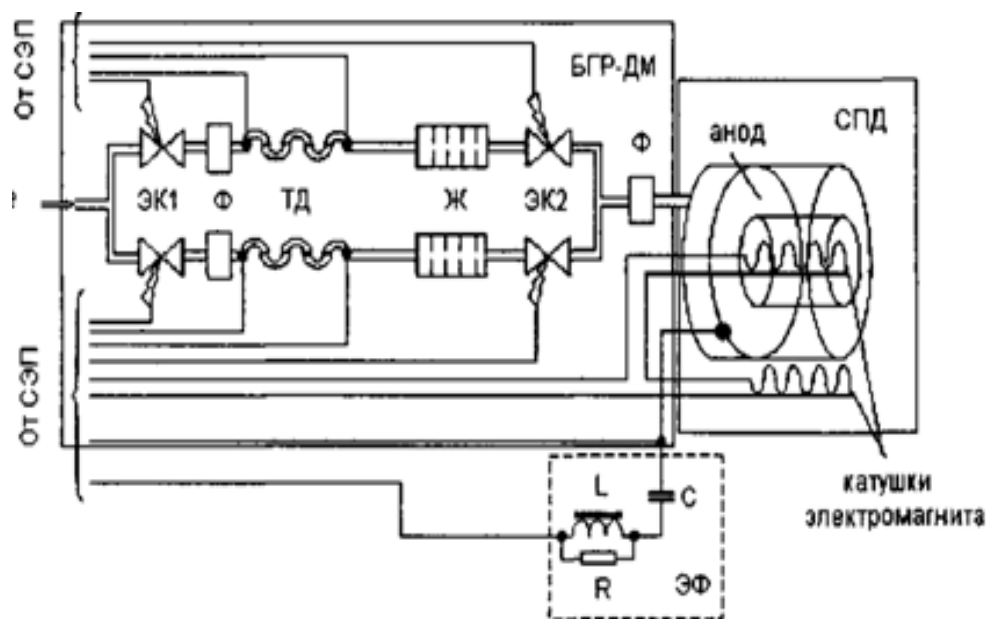 От СЭП
БГР-ДМ
СПД
анод
Ф
ЭК1 Ф ТД Ж ЭК2
От СЭП
L
C
R
ЭФ
катушки
электромагнита